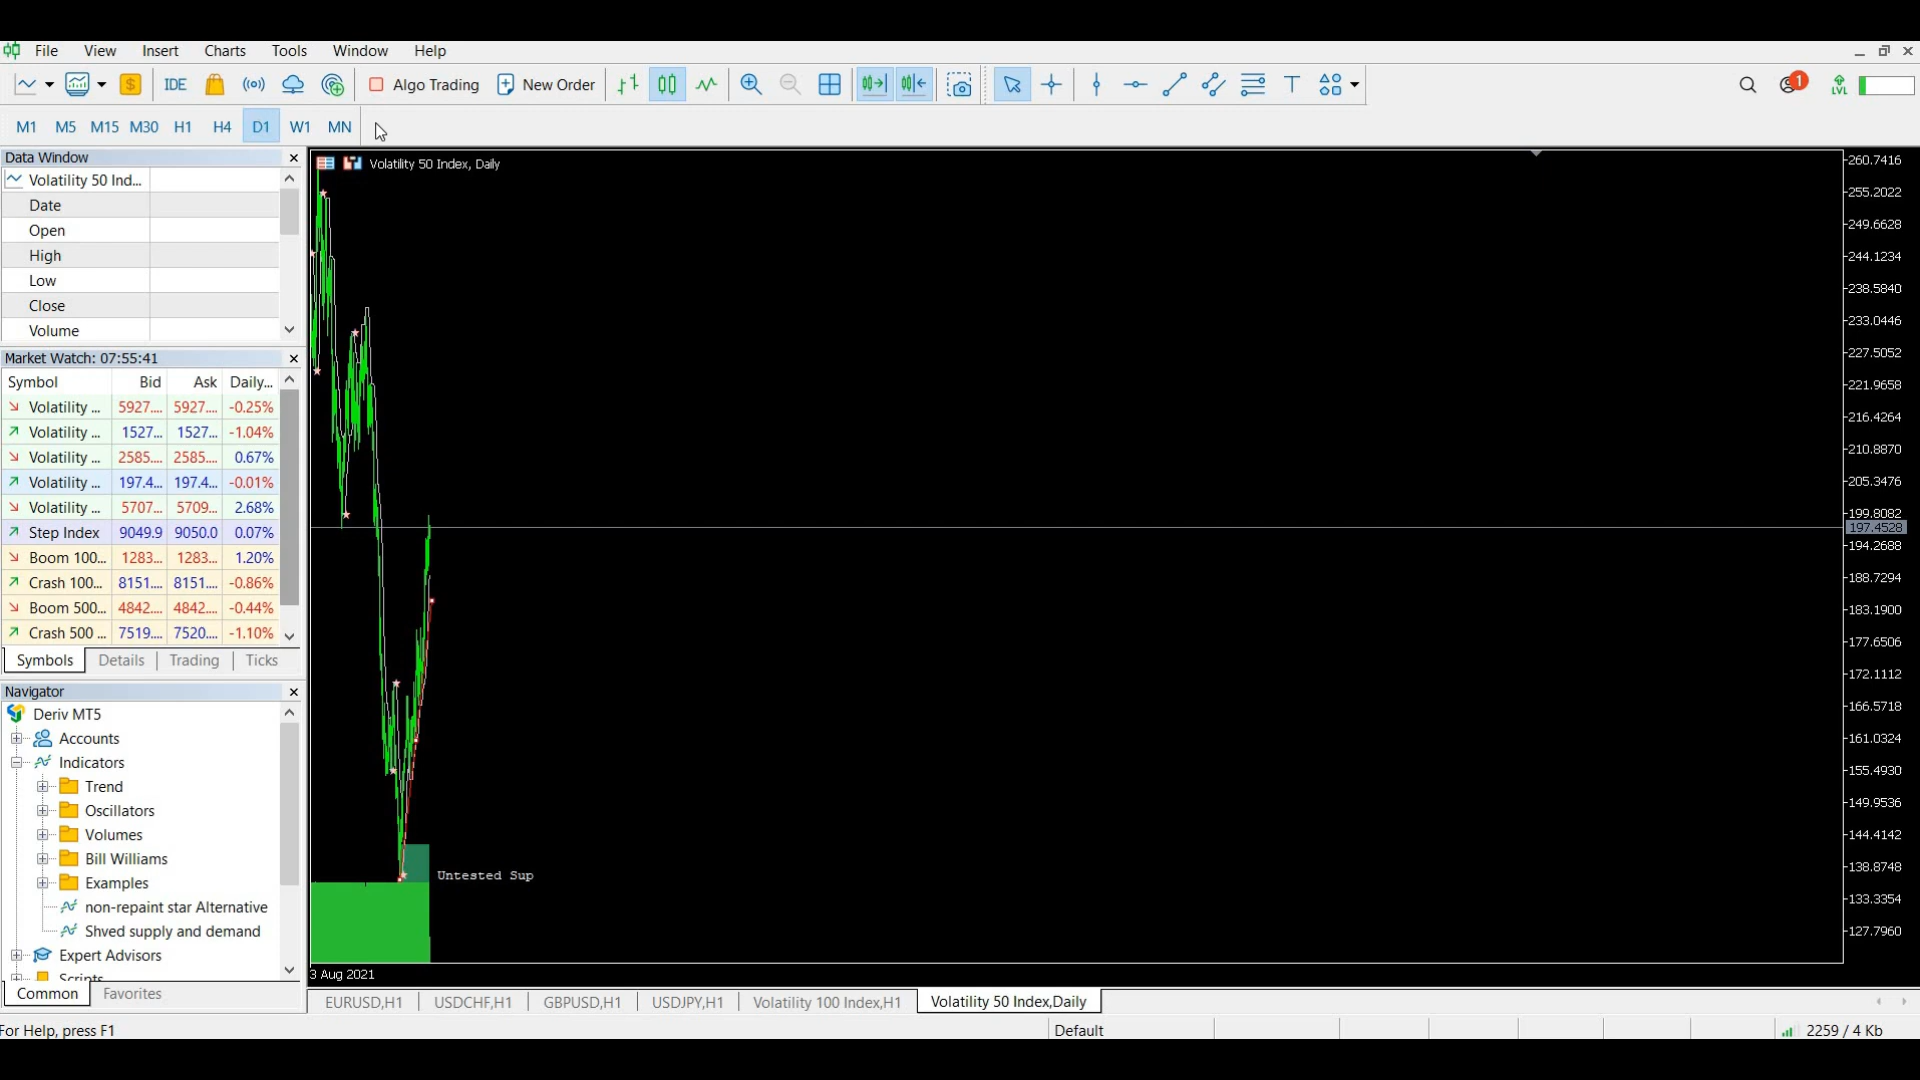 File View Insert Charts Tools Window Help
IDE Algo Trading New Order 1 LVL
M1 M5 M15 M30 H1 H4 D1 W1 MN
Data Window
Volatility 50 Ind...
Date
Open
High
Low
Close
Volume
Market Watch: 07:55:41
Symbol Bid Ask Daily...
Volatility ... 5927.... 5927.... -0.25%
Volatility ... 1527... 1527... -1.04%
Volatility ... 2585.... 2585.... 0.67%
Volatility ... 197.4... 197.4... -0.01%
Volatility ... 5707... 5709... 2.68%
Step Index 9049.9 9050.0 0.07%
Boom 100... 1283... 1283... 1.20%
Crash 100... 8151.... 8151.... -0.86%
Boom 500... 4842.... 4842.... -0.44%
Crash 500 ... 7519.... 7520.... -1.10%
Symbols Details Trading Ticks
Navigator
Deriv MT5
Accounts
Indicators
Trend
Oscillators
Volumes
Bill Williams
Examples
non-repaint star Alternative
Shved supply and demand
Expert Advisors
Scripts
Common Favorites
Volatility 50 Index, Daily
Untested Sup
260.7416
255.2022
249.6628
244.1234
238.5840
233.0446
227.5052
221.9658
216.4264
210.8870
205.3476
199.8082
197.4528
194.2688
188.7294
183.1900
177.6506
172.1112
166.5718
161.0324
155.4930
149.9536
144.4142
138.8748
133.3354
127.7960
3 Aug 2021
EURUSD,H1 USDCHF,H1 GBPUSD,H1 USDJPY,H1 Volatility 100 Index,H1 Volatility 50 Index,Daily
For Help, press F1 Default 2259 / 4 Kb